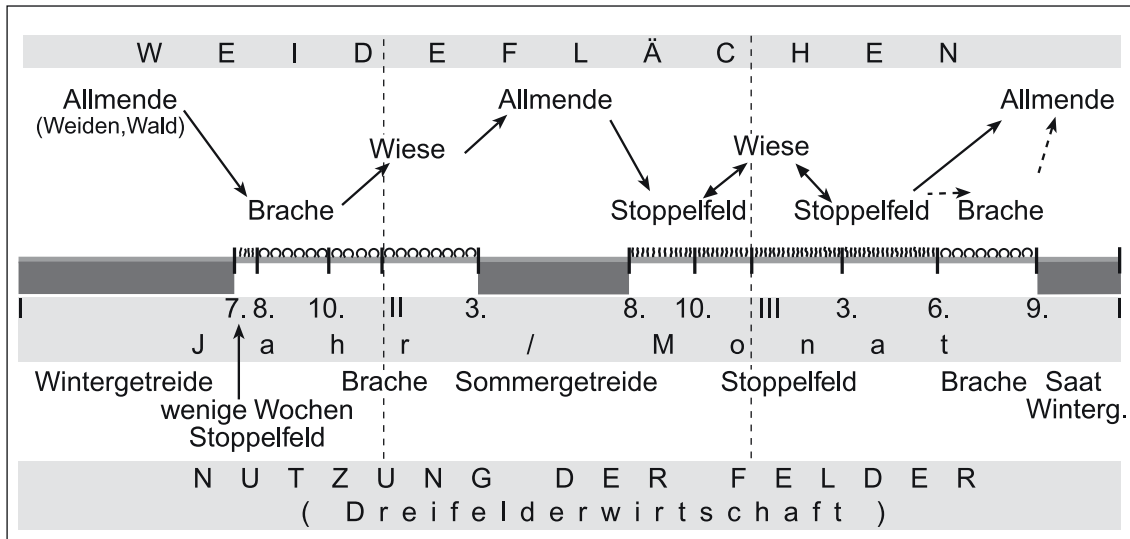 W E I D E F L Ä C H E N
Allmende Allmende Allmende
(Weiden,Wald)
Wiese Wiese
Brache Stoppelfeld Stoppelfeld Brache
I 7. 8. 10. II 3. 8. 10. III 3. 6. 9. I
J a h r / M o n a t
Wintergetreide Brache Sommergetreide Stoppelfeld Brache Saat
wenige Wochen Winterg.
Stoppelfeld
N U T Z U N G D E R F E L D E R
( D r e i f e l d e r w i r t s c h a f t )